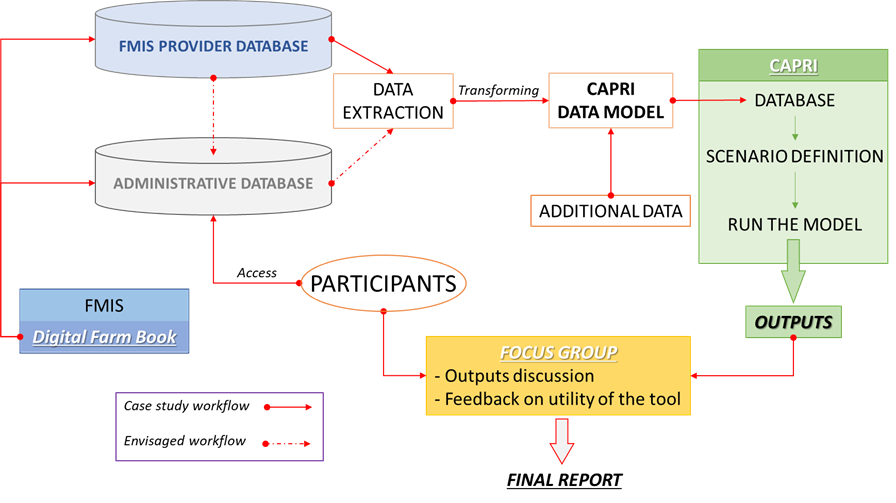 FMIS PROVIDER DATABASE
DATA
EXTRACTION
Transforming
CAPRI
DATA MODEL
CAPRI
DATABASE
SCENARIO DEFINITION
RUN THE MODEL
ADMINISTRATIVE DATABASE
ADDITIONAL DATA
Access
PARTICIPANTS
FMIS
Digital Farm Book
OUTPUTS
FOCUS GROUP
- Outputs discussion
- Feedback on utility of the tool
Case study workflow
Envisaged workflow
FINAL REPORT